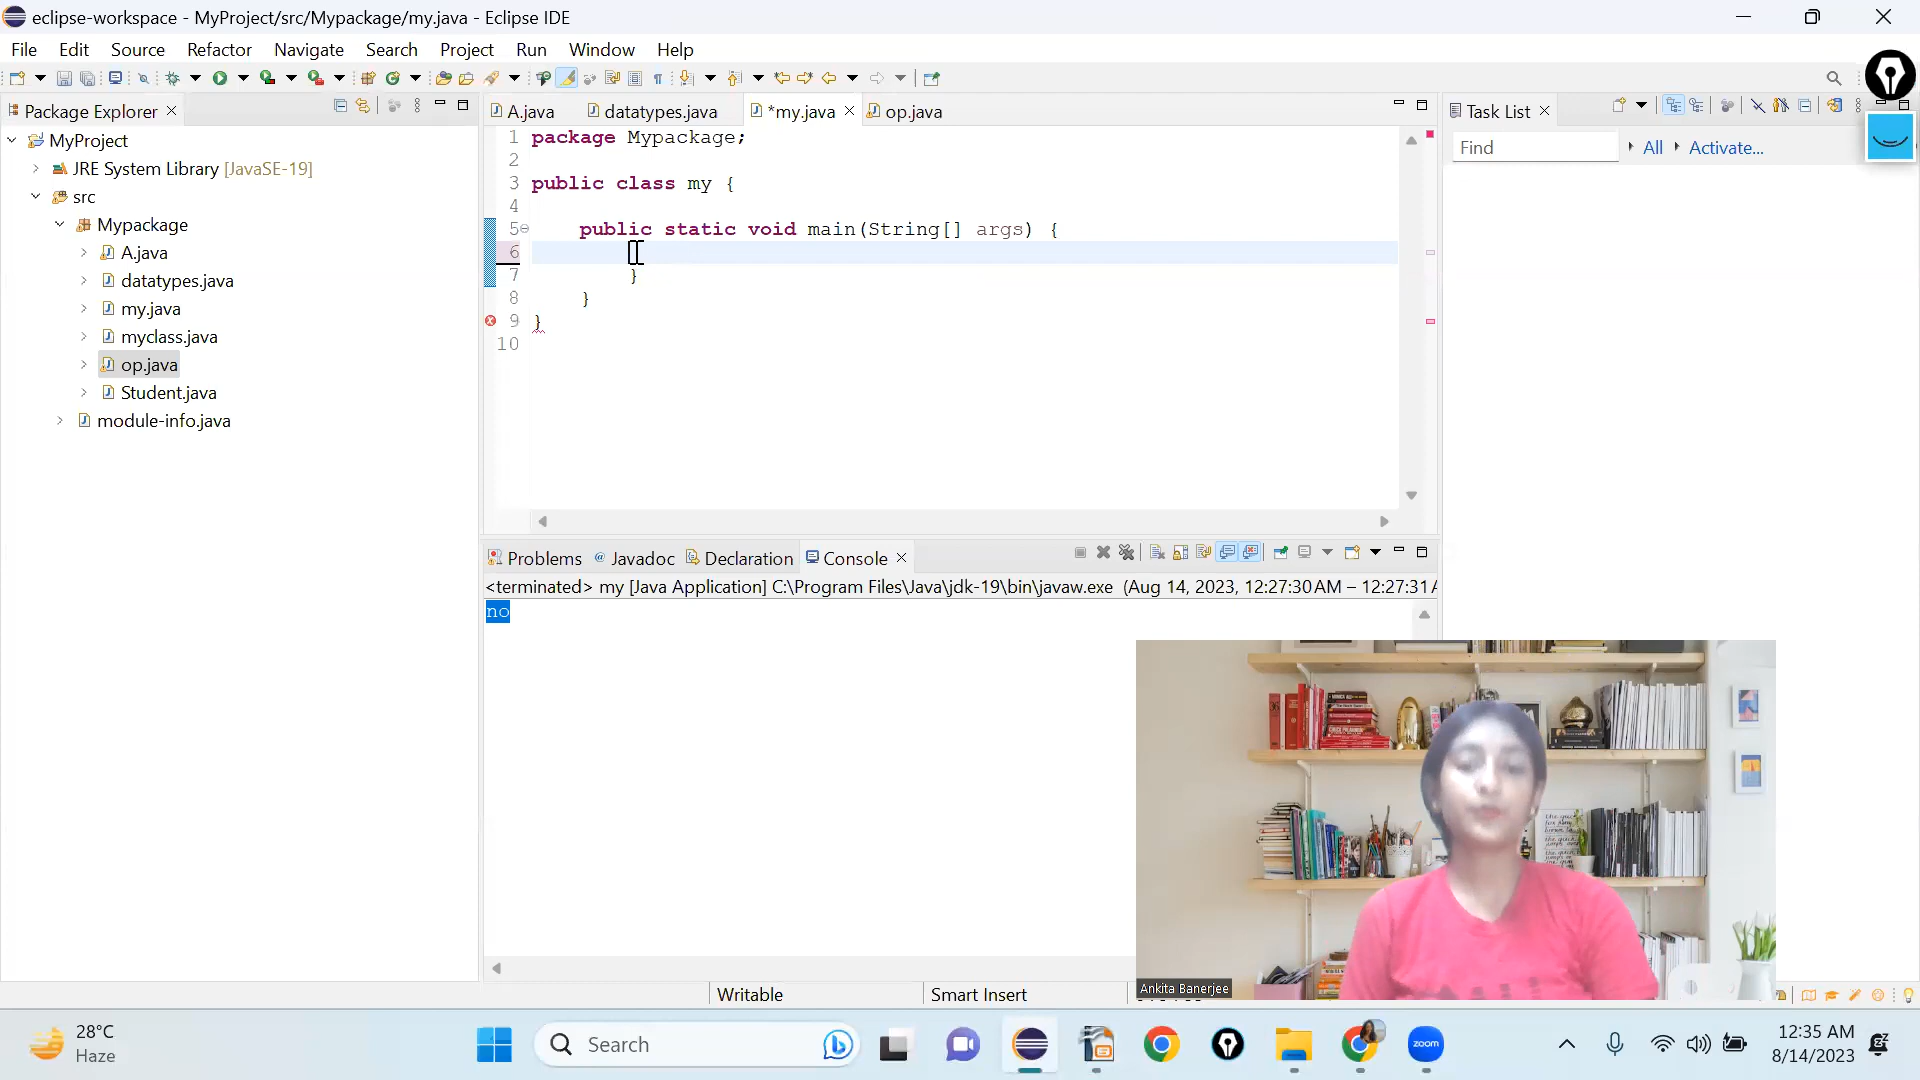 eclipse-workspace - MyProject/src/Mypackage/my.java - Eclipse IDE
File Edit Source Refactor Navigate Search Project Run Window Help
Package Explorer
A.java datatypes.java *my.java op.java
Task List
MyProject
JRE System Library [JavaSE-19]
src
Mypackage
A.java
datatypes.java
my.java
myclass.java
op.java
Student.java
module-info.java
1 package Mypackage;
2
3 public class my {
4
5 public static void main(String[] args) {
6
7 }
8 }
9 }
10
Find All Activate...
Problems Javadoc Declaration Console
<terminated> my [Java Application] C:\Program Files\Java\jdk-19\bin\javaw.exe (Aug 14, 2023, 12:27:30 AM – 12:27:31
no
Ankita Banerjee
Writable Smart Insert
28°C
Haze
Search
zoom
12:35 AM
8/14/2023